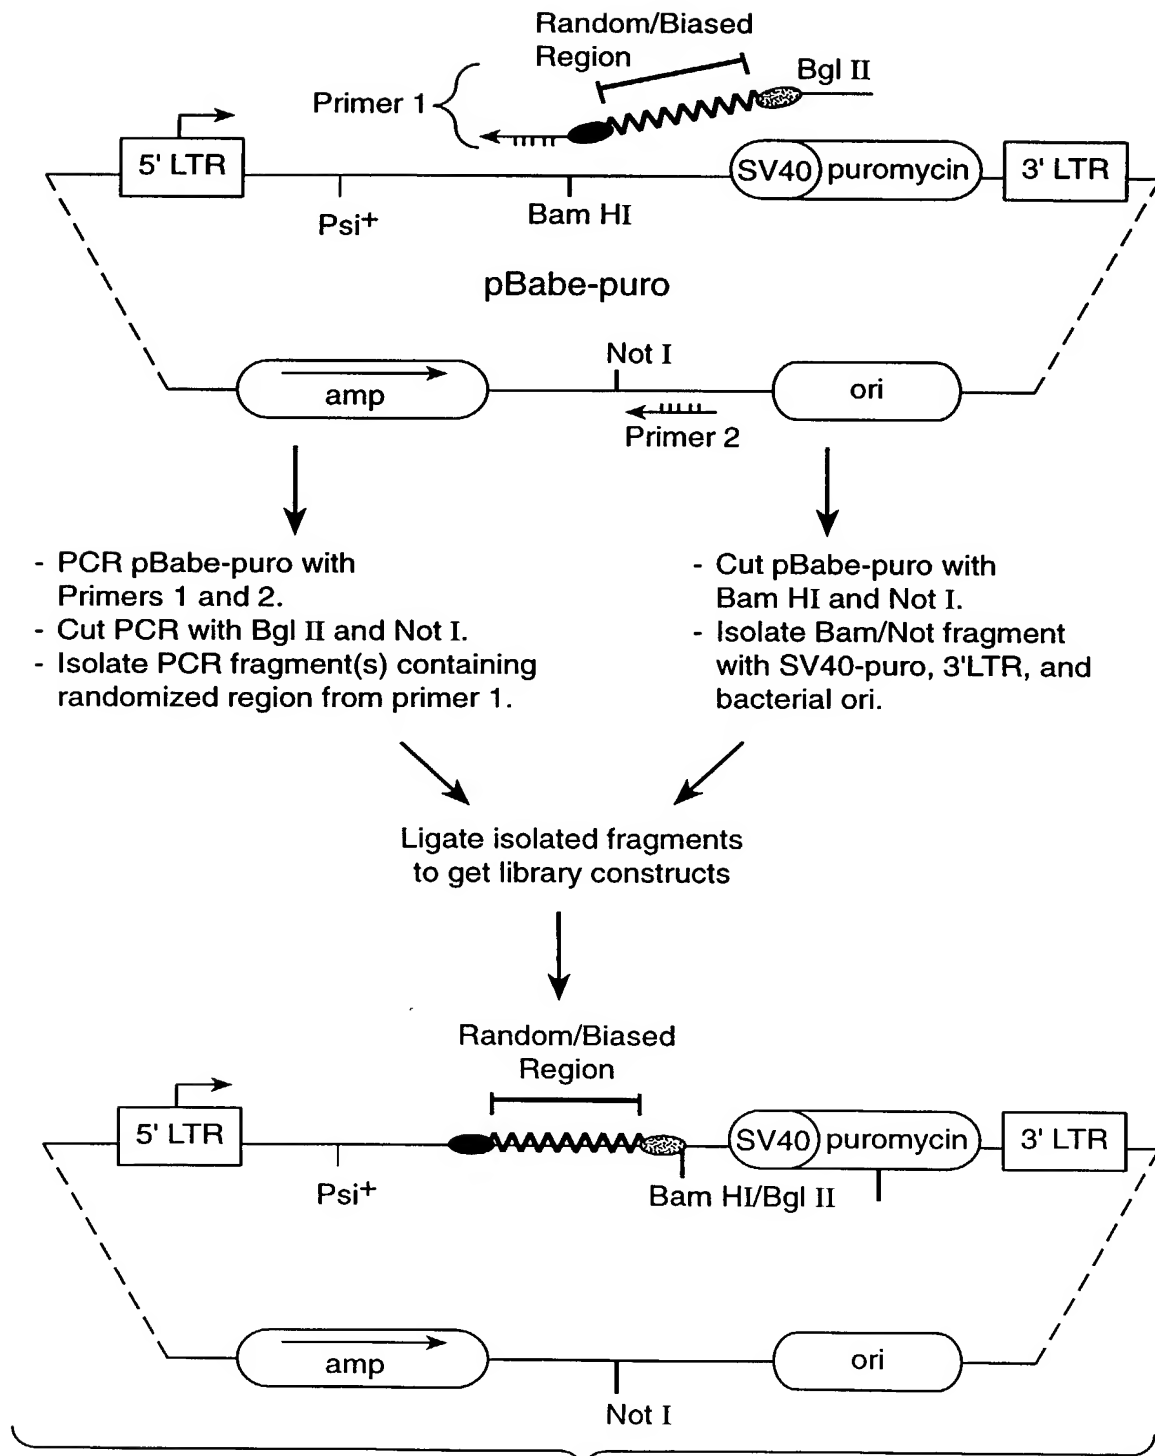 Random/Biased
Region
Bgl II
Primer 1
5' LTR
SV40
puromycin
3' LTR
Psi+
Bam HI
pBabe-puro
Not I
amp
ori
Primer 2
- PCR pBabe-puro with
Primers 1 and 2.
- Cut PCR with Bgl II and Not I.
- Isolate PCR fragment(s) containing
randomized region from primer 1.
- Cut pBabe-puro with
Bam HI and Not I.
- Isolate Bam/Not fragment
with SV40-puro, 3'LTR, and
bacterial ori.
Ligate isolated fragments
to get library constructs
Random/Biased
Region
5' LTR
SV40
puromycin
3' LTR
Psi+
Bam HI/Bgl II
amp
ori
Not I